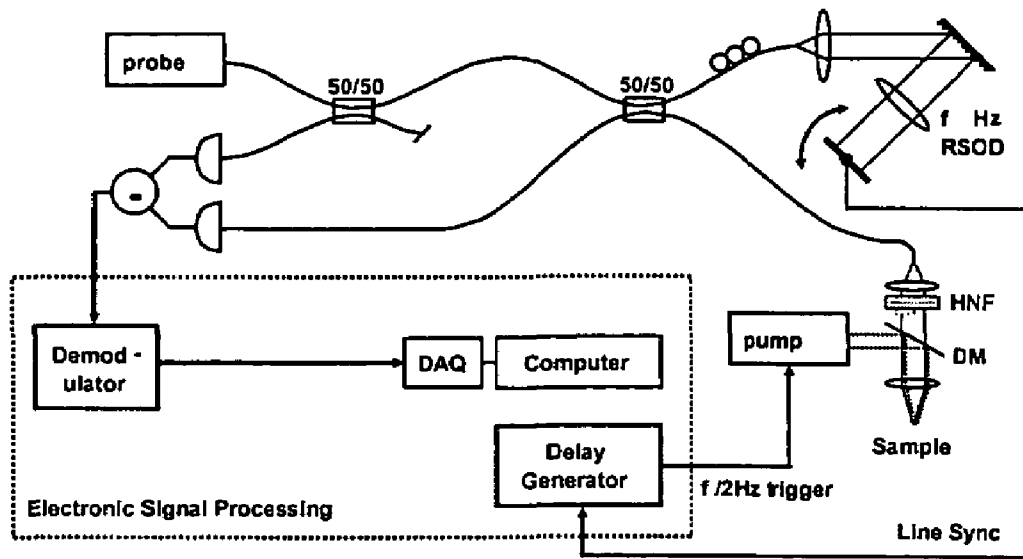 probe
50/50
50/50
f Hz
RSOD
-
HNF
DM
pump
Sample
Demod -
ulator
DAQ
Computer
Delay
Generator
f /2Hz trigger
Electronic Signal Processing
Line Sync